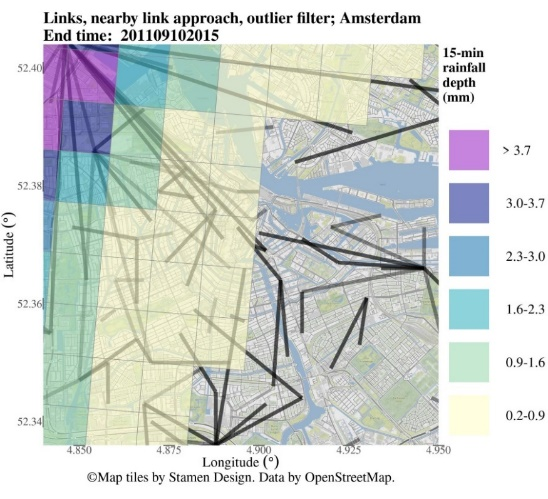 Links, nearby link approach, outlier filter; Amsterdam
End time: 201109102015
15-min
rainfall
depth
(mm)
> 3.7
3.0-3.7
2.3-3.0
1.6-2.3
0.9-1.6
0.2-0.9
Latitude (°)
52.40
52.38
52.36
52.34
4.850 4.875 4.900 4.925 4.950
Longitude (°)
©Map tiles by Stamen Design. Data by OpenStreetMap.